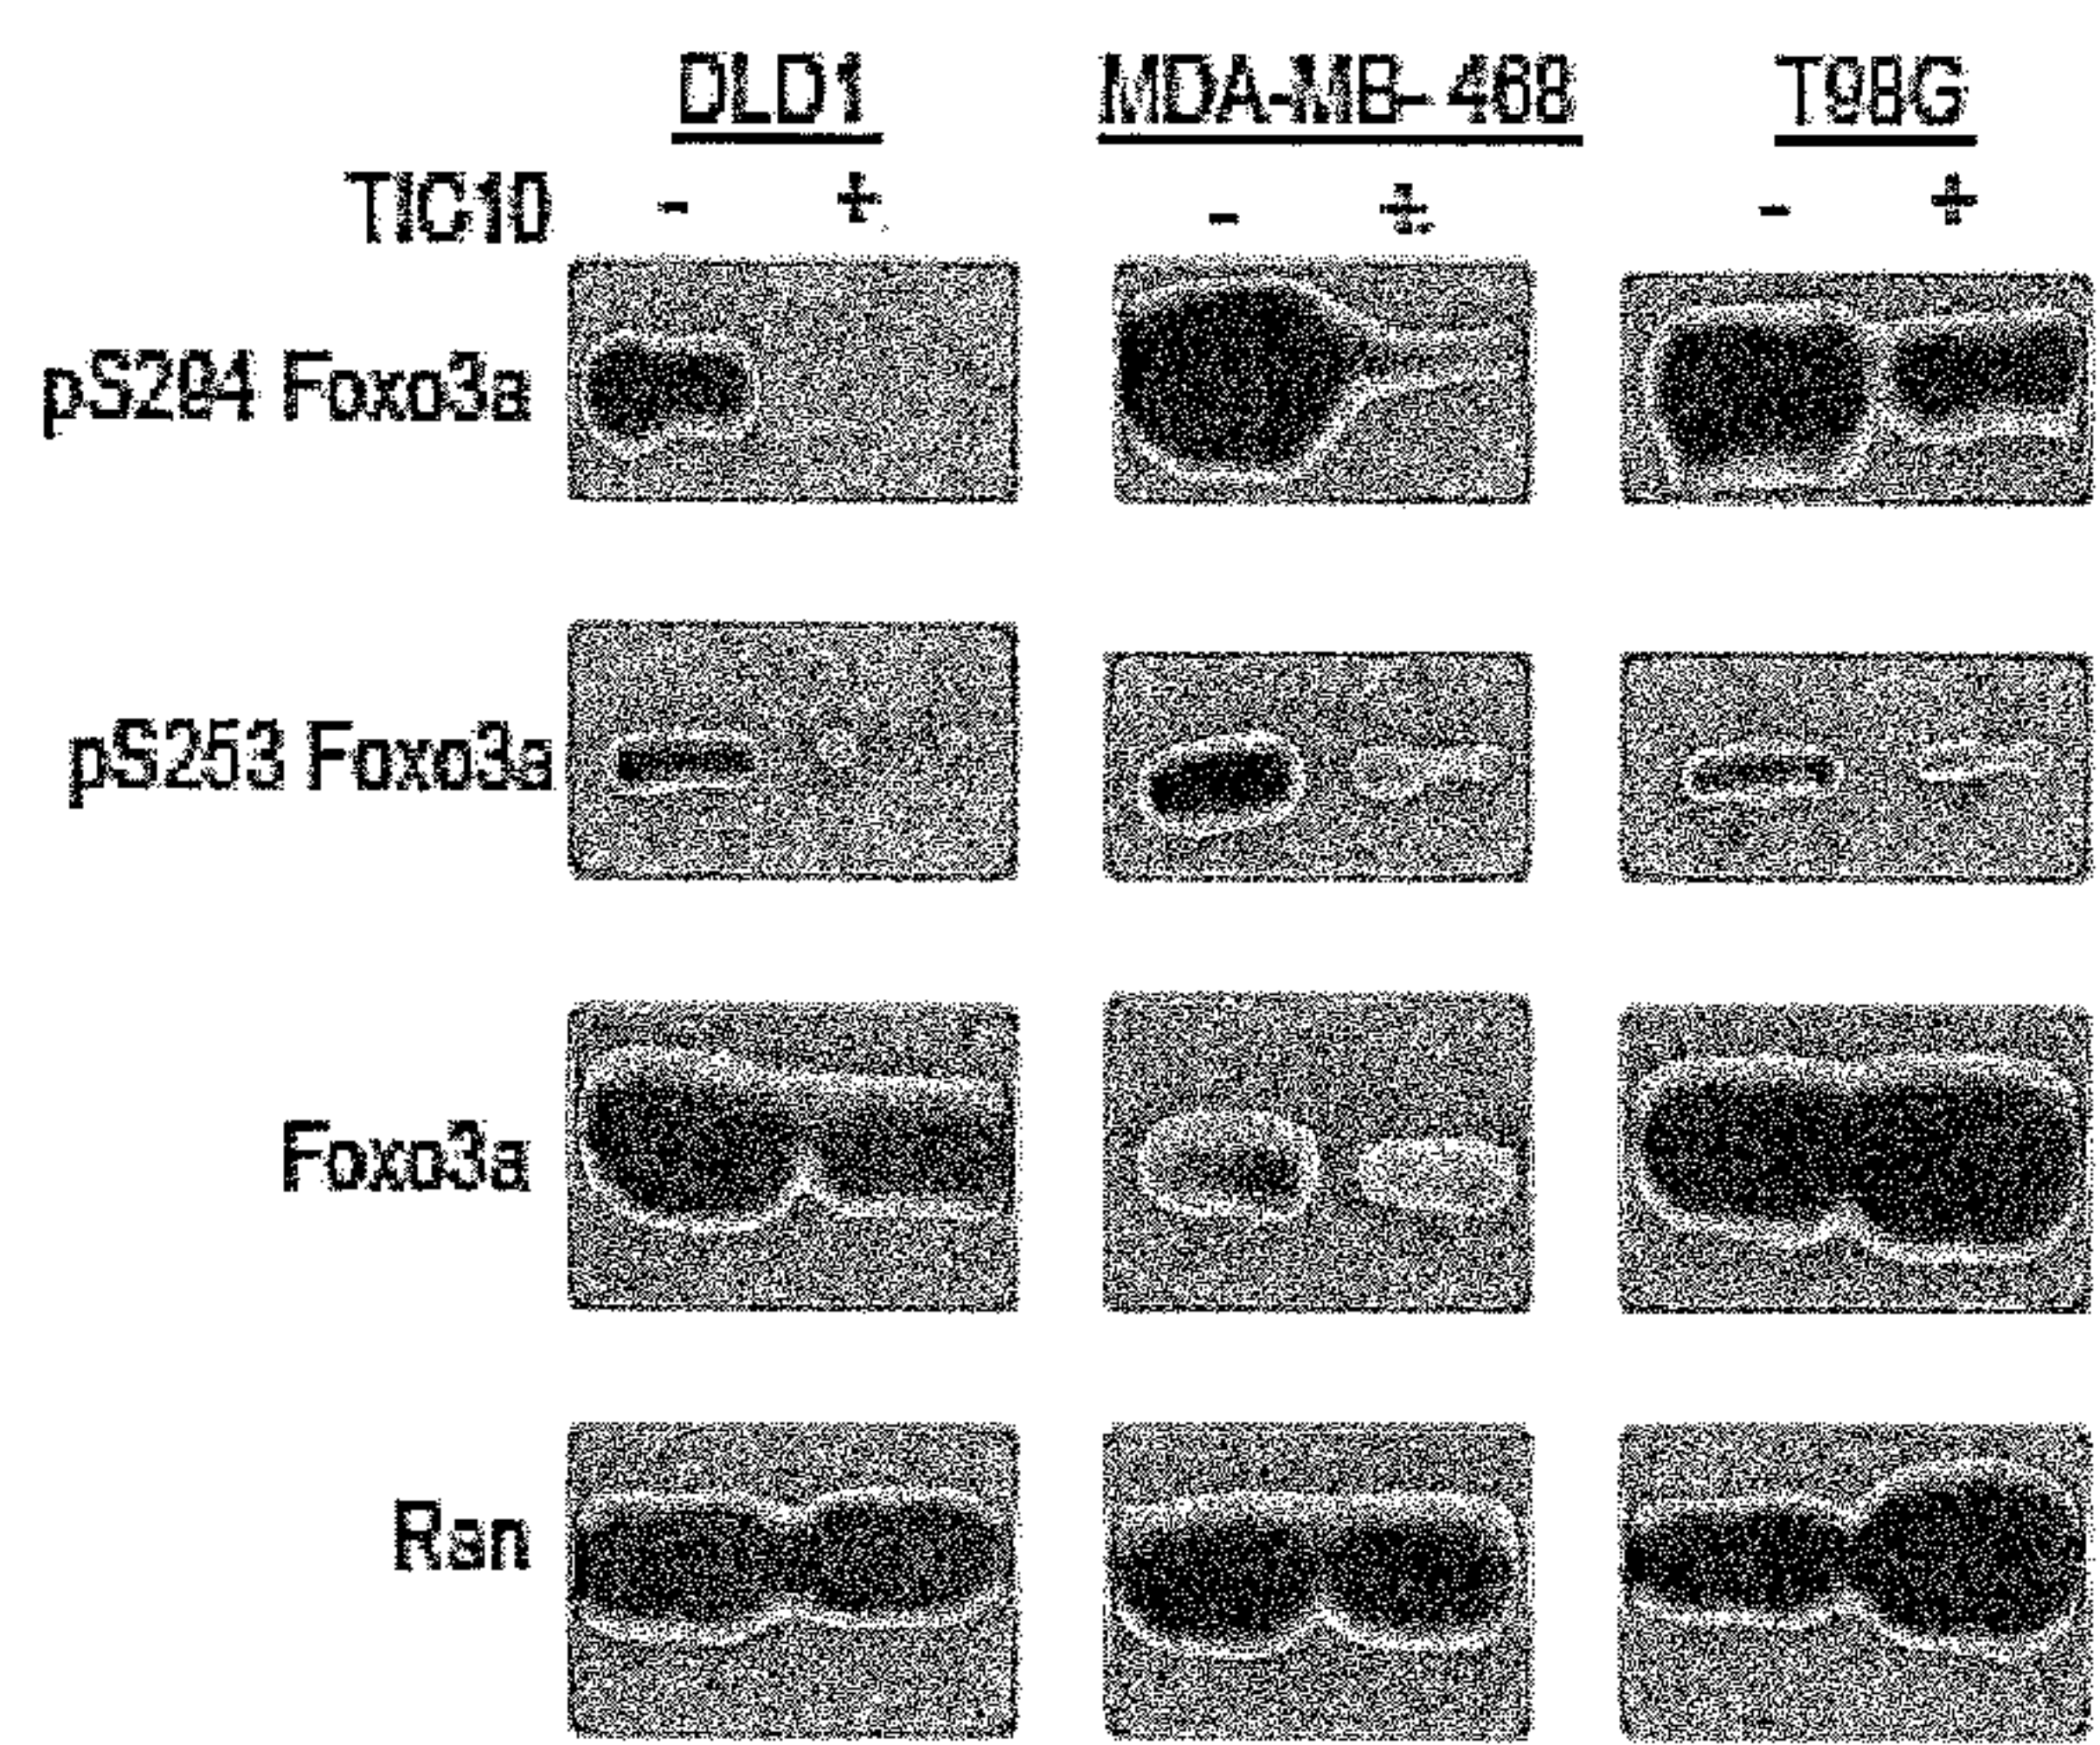 DLD1 MDA-MB-468 T98G
TIC10 - + - + - +
pS294 Foxo3a
pS253 Foxo3a
Foxo3a
Ran